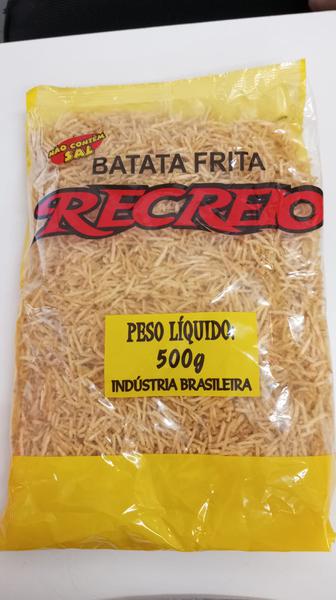 NÃO CONTÉM
SAL
BATATA FRITA
RECREIO
PESO LÍQUIDO:
500g
INDÚSTRIA BRASILEIRA